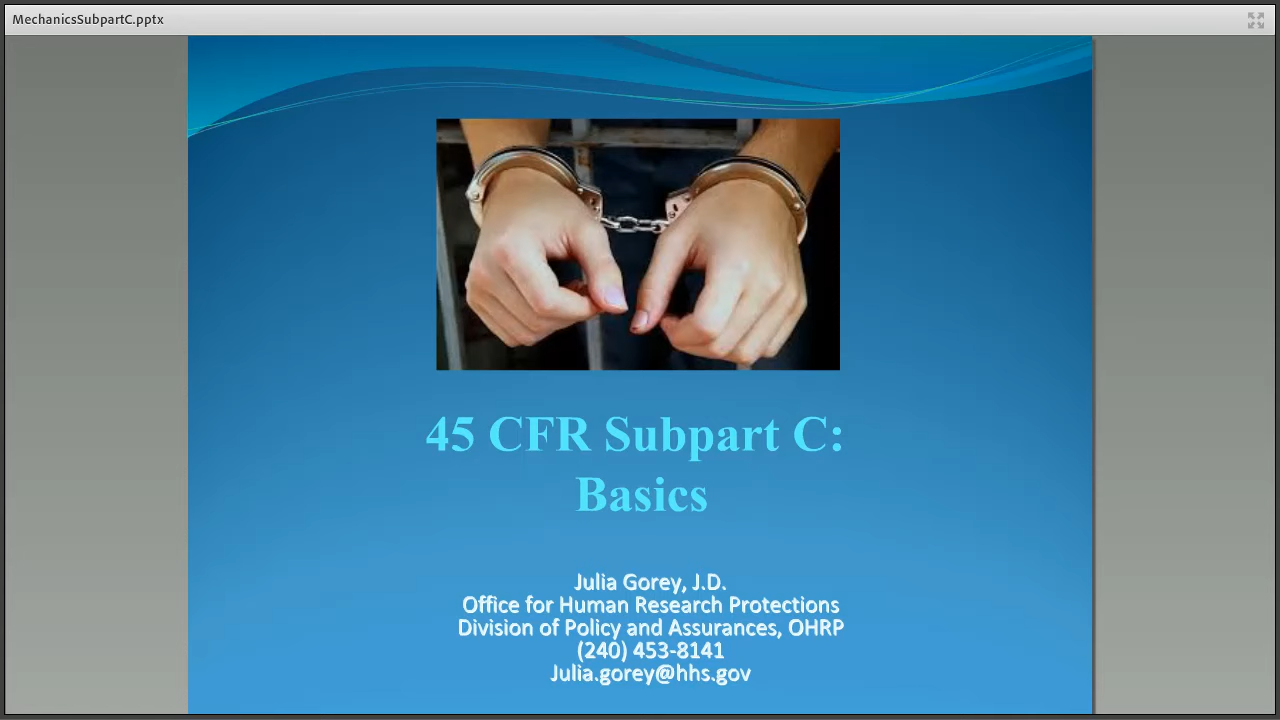 MechanicsSubpartC.pptx
45 CFR Subpart C:
Basics
Julia Gorey, J.D.
Office for Human Research Protections
Division of Policy and Assurances, OHRP
(240) 453-8141
Julia.gorey@hhs.gov